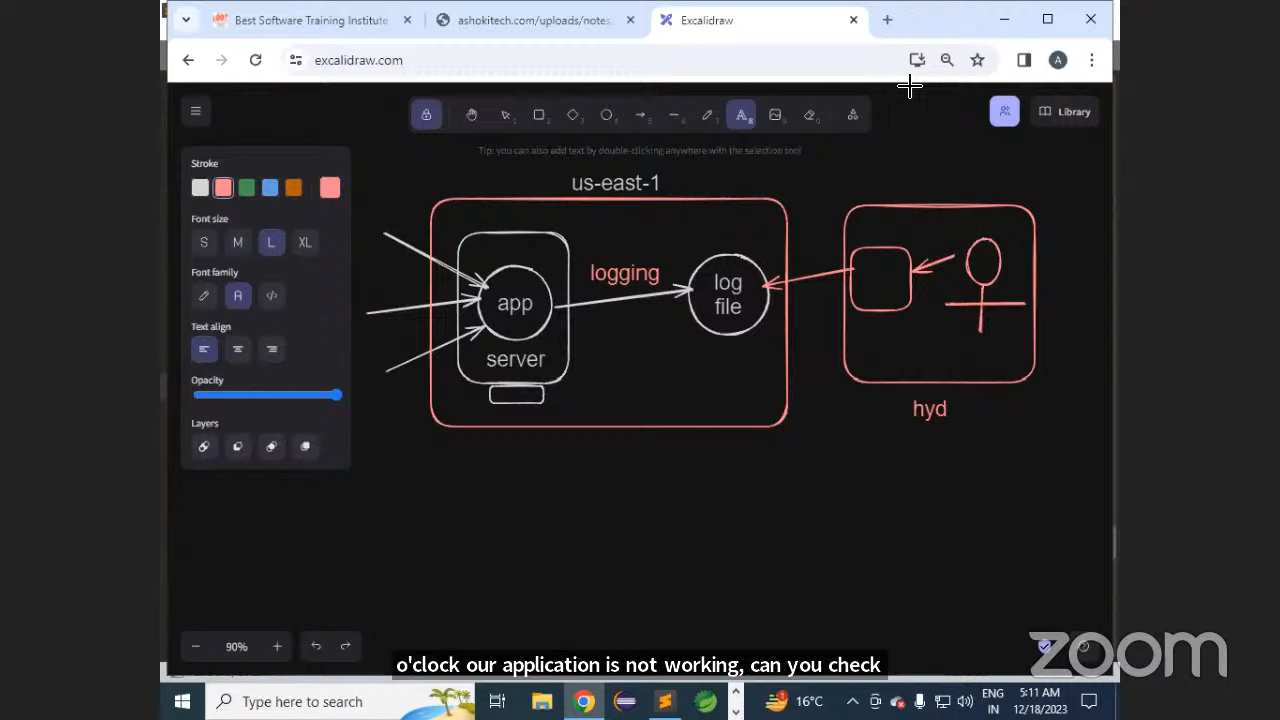 Best Software Training Institute
ashokitech.com/uploads/notes
Excalidraw
excalidraw.com
A
Library
Tip: you can also add text by double-clicking anywhere with the selection tool
Stroke
Font size
S M L XL
Font family
A
Text align
Opacity
Layers
us-east-1
app
server
logging
log
file
hyd
90%
zoom
o'clock our application is not working, can you check
Type here to search
16°C
ENG
IN
5:11 AM
12/18/2023